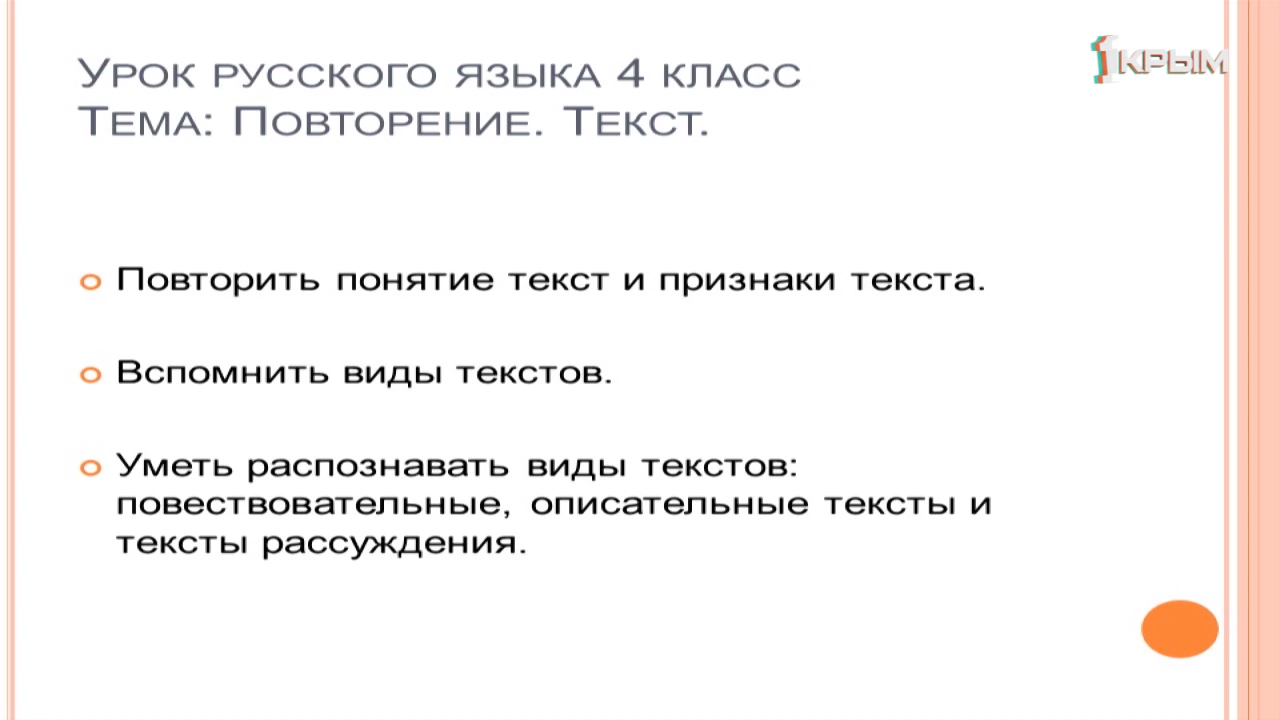 Урок русского языка 4 класс
Тема: Повторение. Текст.
1 КРЫМ
Повторить понятие текст и признаки текста.
Вспомнить виды текстов.
Уметь распознавать виды текстов:
повествовательные, описательные тексты и
тексты рассуждения.